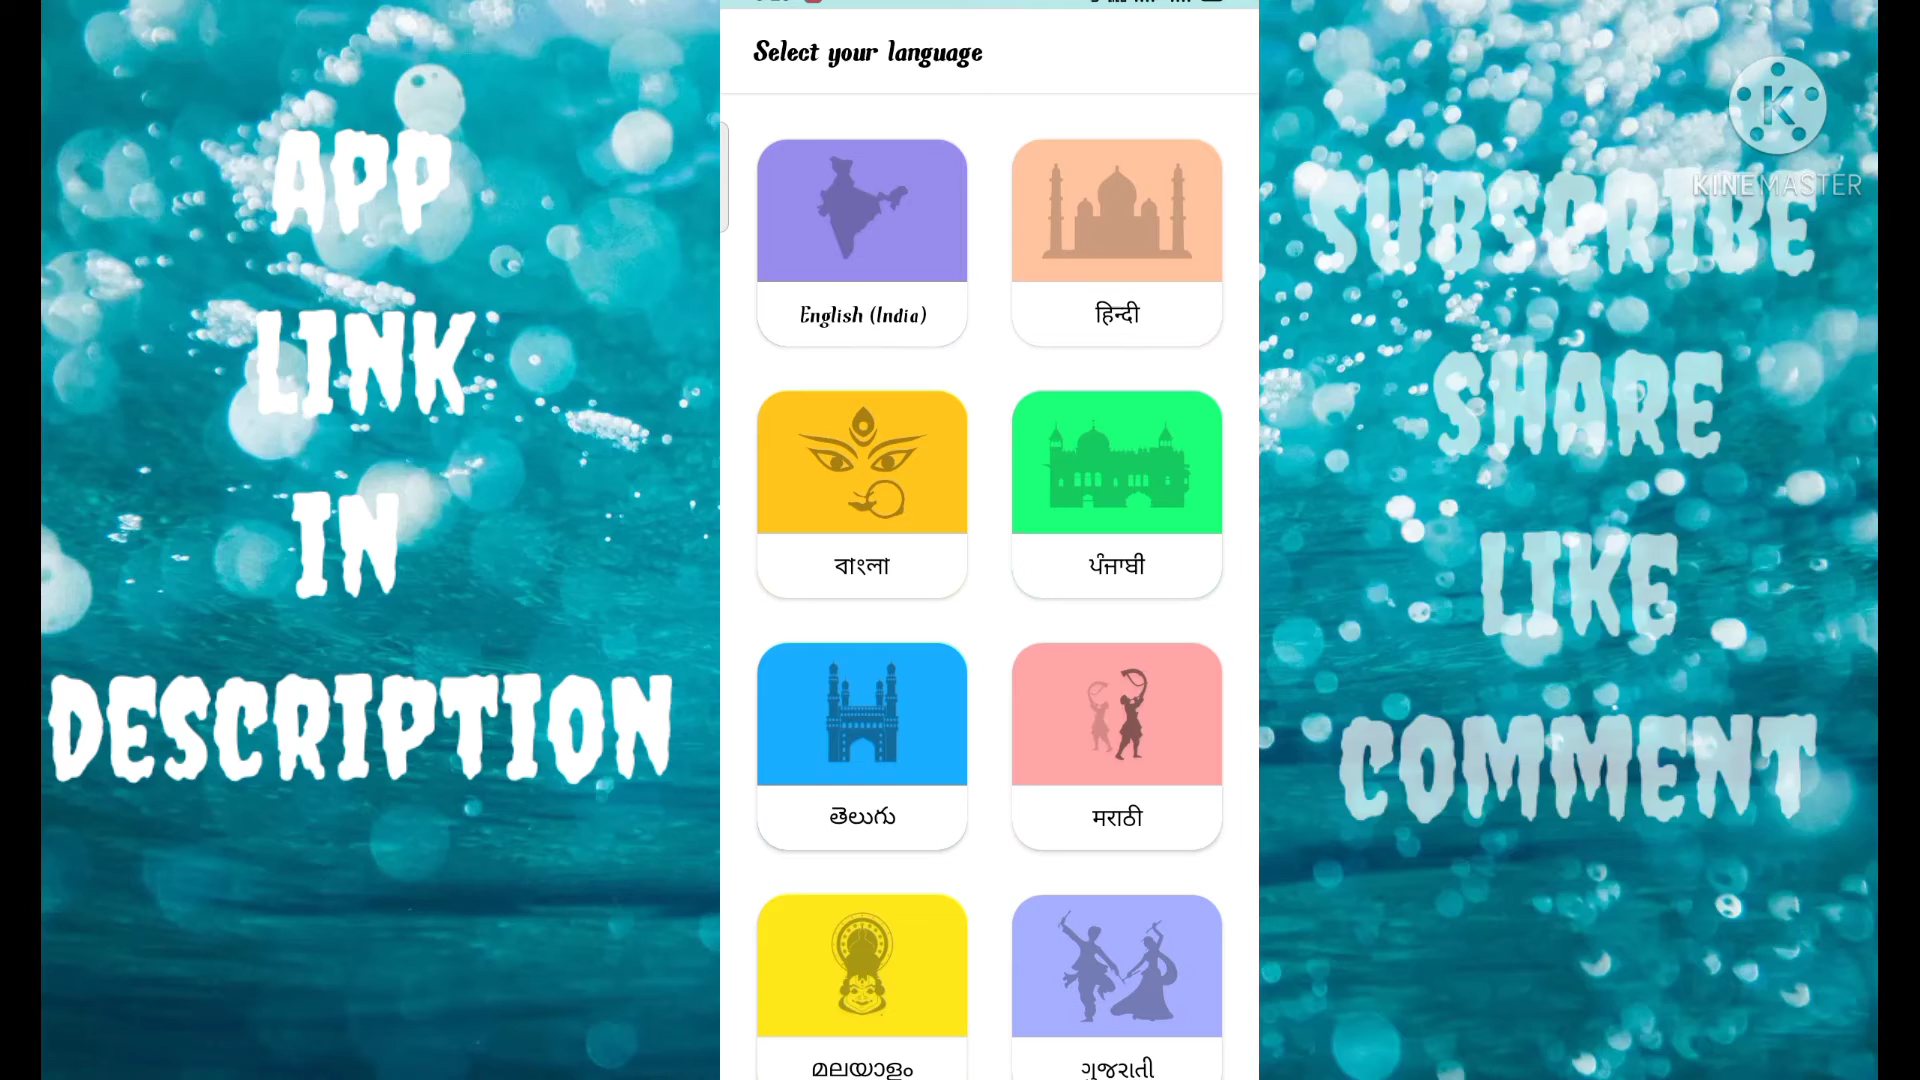 APP
LINK
IN
DESCRIPTION
Select your language
English (India)
हिन्दी
বাংলা
ਪੰਜਾਬੀ
తెలుగు
मराठी
മലയാളം
ગુજરાતી
KINEMASTER
SUBSCRIBE
SHARE
LIKE
COMMENT